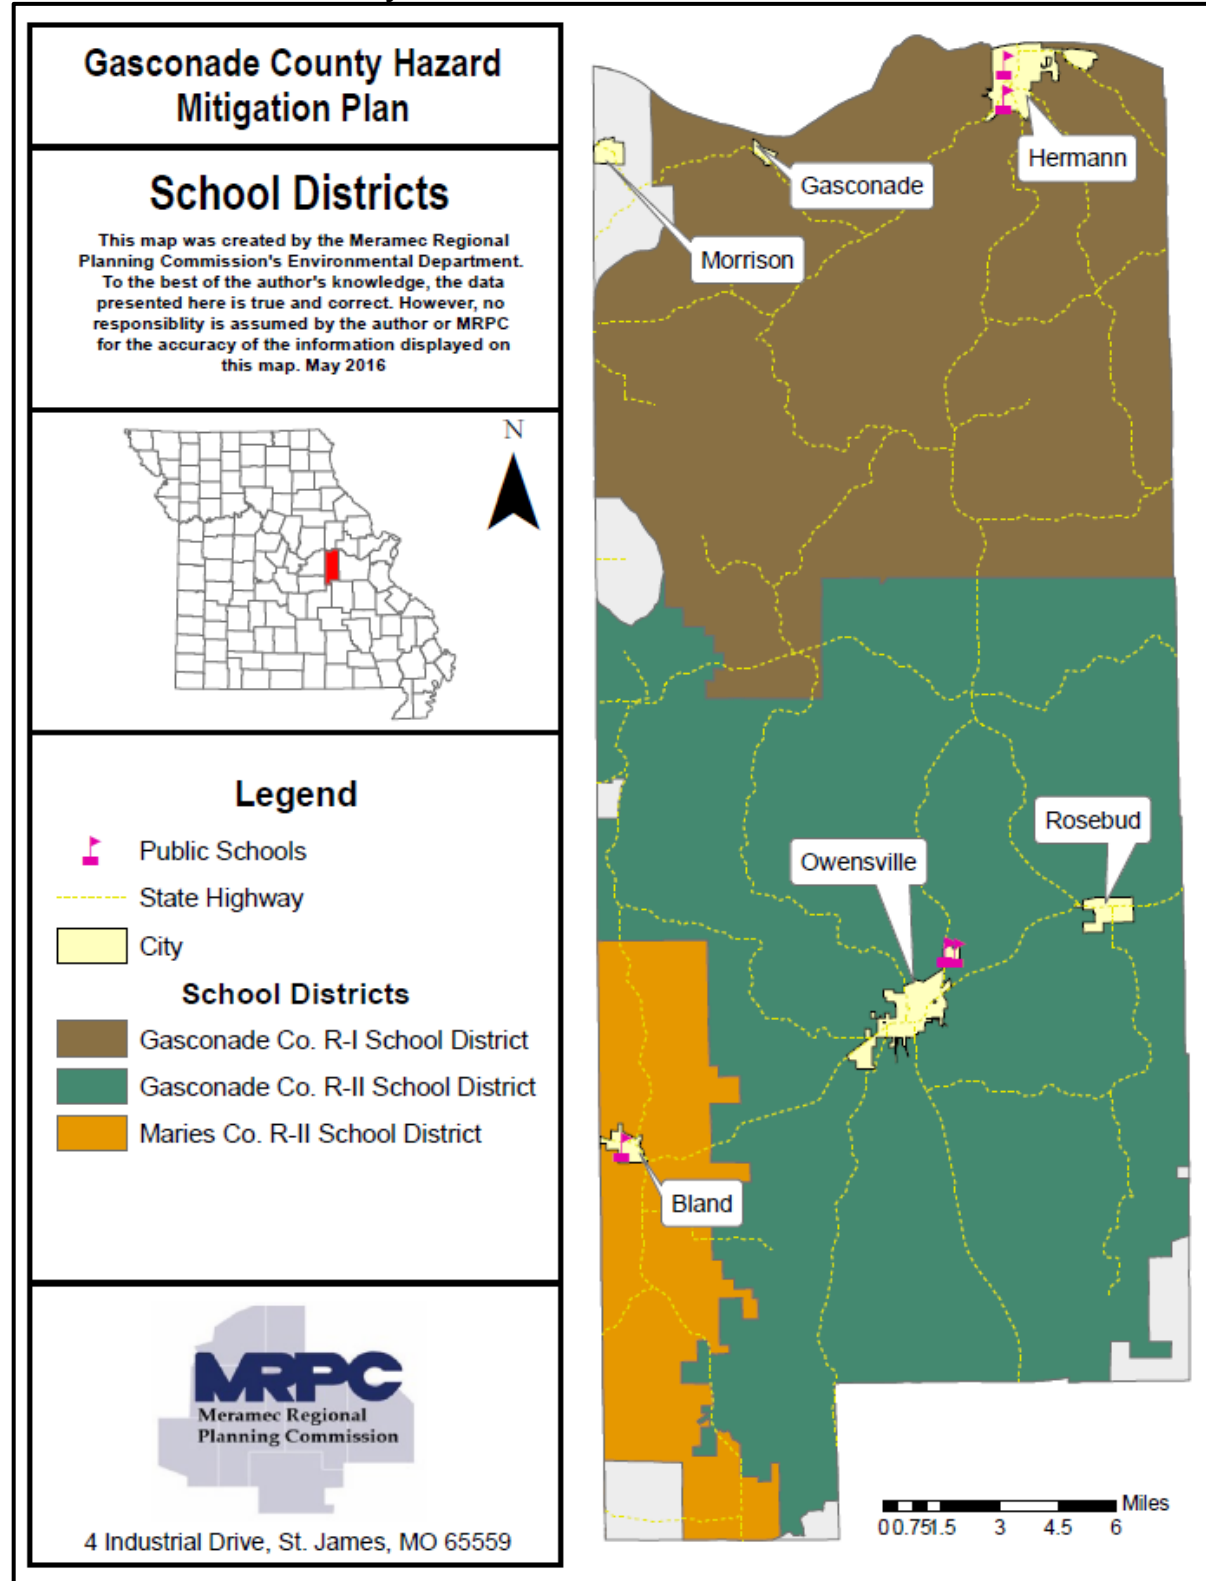 Gasconade County Hazard
Mitigation Plan
School Districts
This map was created by the Meramec Regional
Planning Commission's Environmental Department.
To the best of the author's knowledge, the data
presented here is true and correct. However, no
responsiblity is assumed by the author or MRPC
for the accuracy of the information displayed on
this map. May 2016
N
Legend
Public Schools
State Highway
City
School Districts
Gasconade Co. R-I School District
Gasconade Co. R-II School District
Maries Co. R-II School District
MRPC
Meramec Regional
Planning Commission
4 Industrial Drive, St. James, MO 65559
Hermann
Gasconade
Morrison
Rosebud
Owensville
Bland
Miles
0 0.75 1.5 3 4.5 6